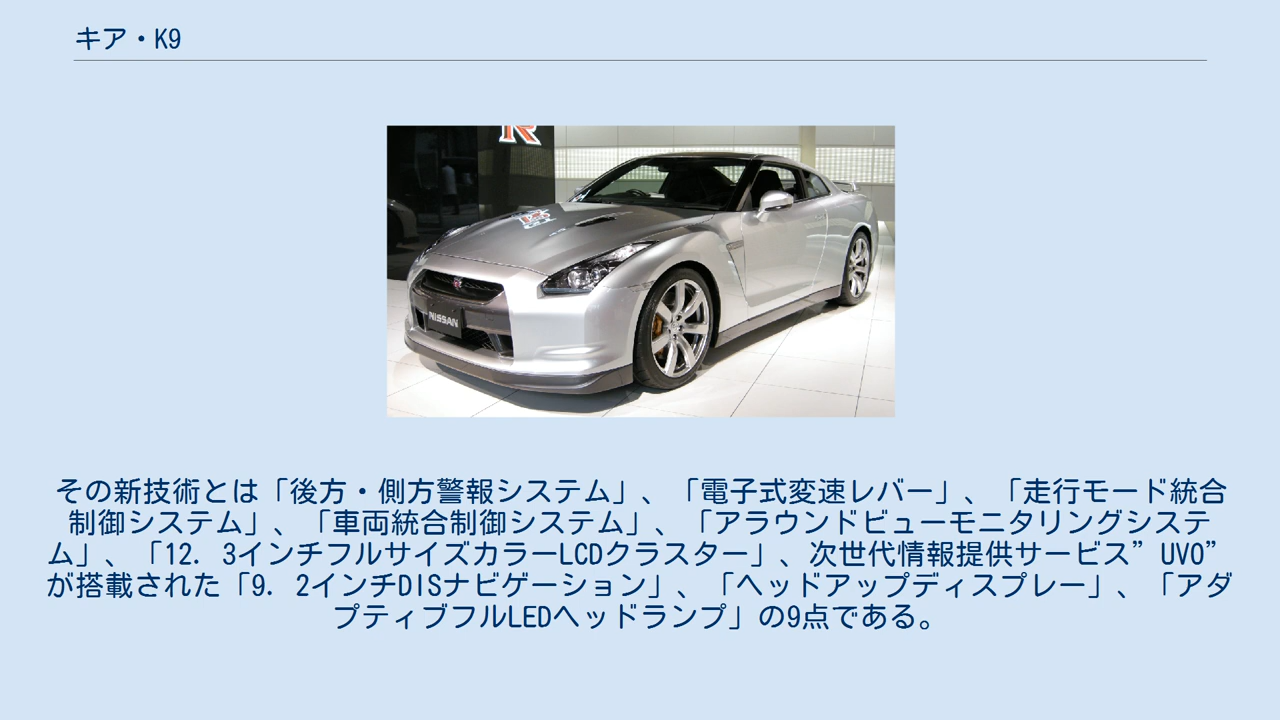 キア・K9
R
NISSAN
その新技術とは「後方・側方警報システム」、「電子式変速レバー」、「走行モード統合
制御システム」、「車両統合制御システム」、「アラウンドビューモニタリングシステ
ム」、「12．3インチフルサイズカラーLCDクラスター」、次世代情報提供サービス”UVO”
が搭載された「9．2インチDISナビゲーション」、「ヘッドアップディスプレー」、「アダ
プティブフルLEDヘッドランプ」の9点である。